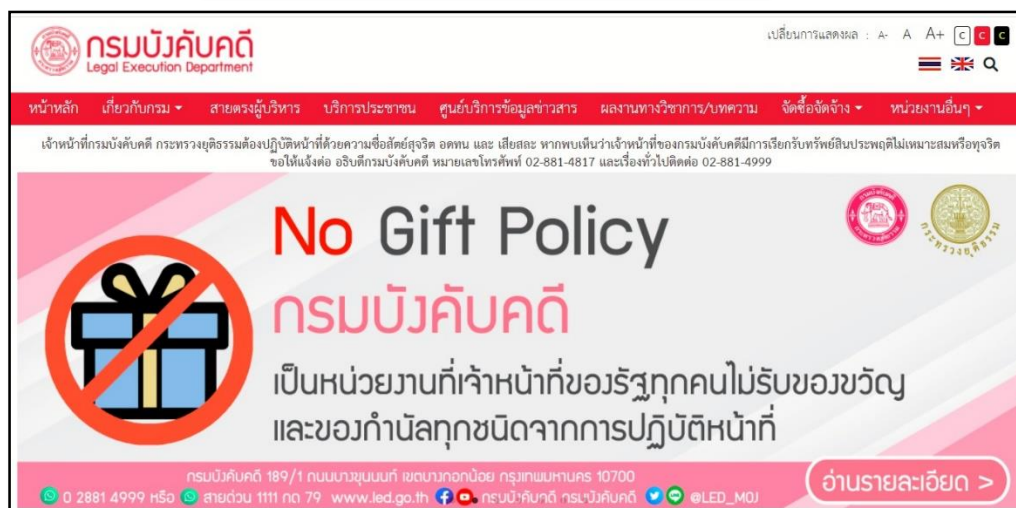 กรมบังคับคดี
Legal Execution Department
เปลี่ยนการแสดงผล : A- A A+ C C C
หน้าหลัก เกี่ยวกับกรม สายตรงผู้บริหาร บริการประชาชน ศูนย์บริการข้อมูลข่าวสาร ผลงานทางวิชาการ/บทความ จัดซื้อจัดจ้าง หน่วยงานอื่นๆ
เจ้าหน้าที่กรมบังคับคดี กระทรวงยุติธรรมต้องปฏิบัติหน้าที่ด้วยความซื่อสัตย์สุจริต อดทน และ เสียสละ หากพบเห็นว่าเจ้าหน้าที่ของกรมบังคับคดีมีการเรียกรับทรัพย์สินประพฤติไม่เหมาะสมหรือทุจริต
ขอให้แจ้งต่อ อธิบดีกรมบังคับคดี หมายเลขโทรศัพท์ 02-881-4817 และเรื่องทั่วไปติดต่อ 02-881-4999
No Gift Policy
กระทรวงยุติธรรม
กรมบังคับคดี
เป็นหน่วยงานที่เจ้าหน้าที่ของรัฐทุกคนไม่รับของขวัญ
และของกำนัลทุกชนิดจากการปฏิบัติหน้าที่
กรมบังคับคดี 189/1 ถนนบางขุนนนท์ เขตบางกอกน้อย กรุงเทพมหานคร 10700
0 2881 4999 หรือ สายด่วน 1111 กด 79 www.led.go.th กรมบังคับคดี กรมบังคับคดี @LED_MOJ
อ่านรายละเอียด >